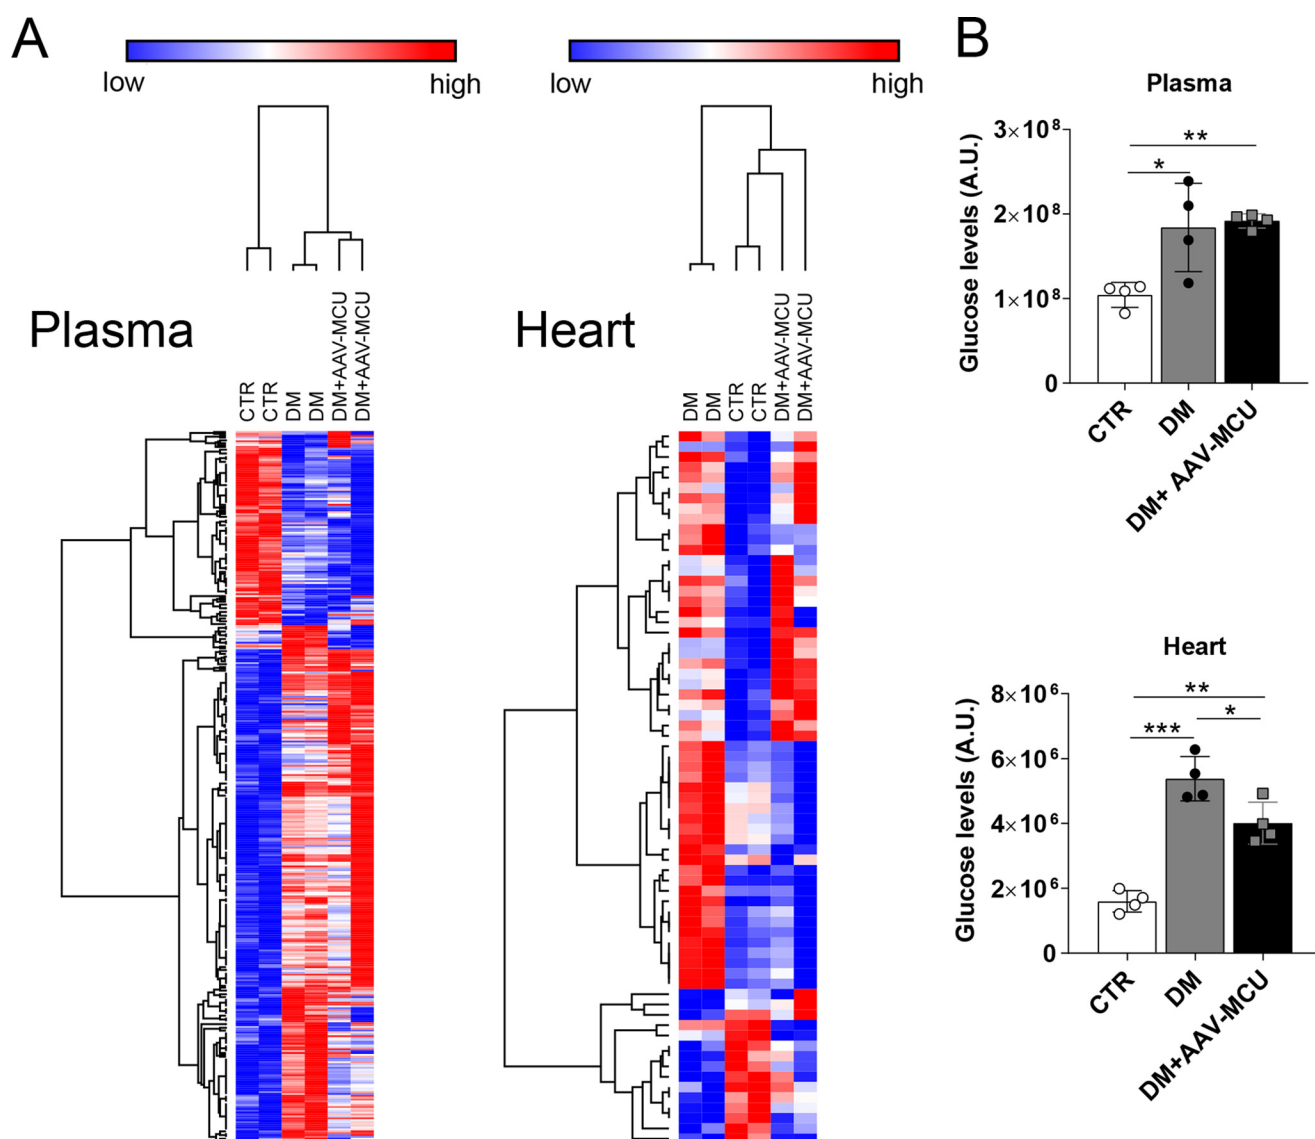 A
low
high
low
high
Plasma
CTR
CTR
DM
DM
DM+AAV-MCU
DM+AAV-MCU
Heart
DM
DM
CTR
CTR
DM+AAV-MCU
DM+AAV-MCU
B
Plasma
Glucose levels (A.U.)
3×10⁸
2×10⁸
1×10⁸
0
**
*
CTR
DM
DM+ AAV-MCU
Heart
Glucose levels (A.U.)
8×10⁶
6×10⁶
4×10⁶
2×10⁶
0
**
*
***
CTR
DM
DM+AAV-MCU